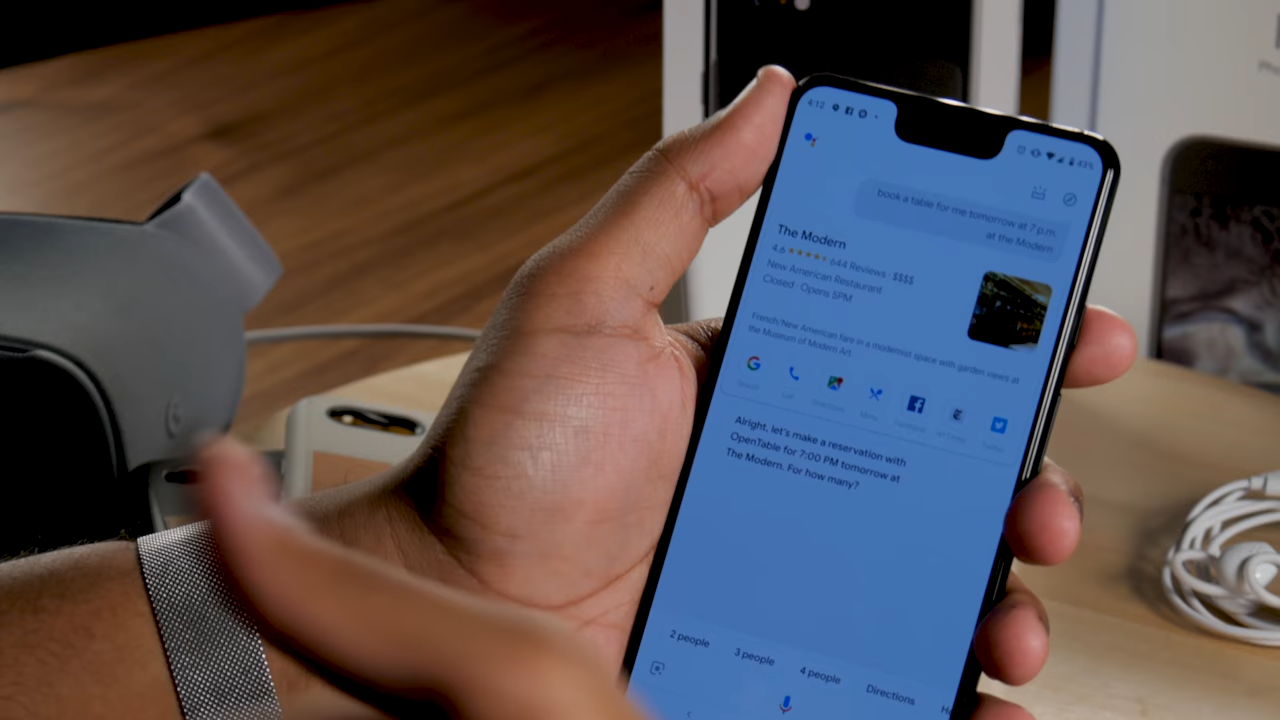 4:12
43%
book a table for me tomorrow at 7 p.m.
at the Modern
The Modern
4.6 ★★★★★ 644 Reviews · $$$$
New American Restaurant
Closed · Opens 5PM
French/New American fare in a modernist space with garden views at
the Museum of Modern Art.
Search Call Directions Menu Facebook Twitter
Alright, let's make a reservation with
OpenTable for 7:00 PM tomorrow at
The Modern. For how many?
2 people 3 people 4 people Directions